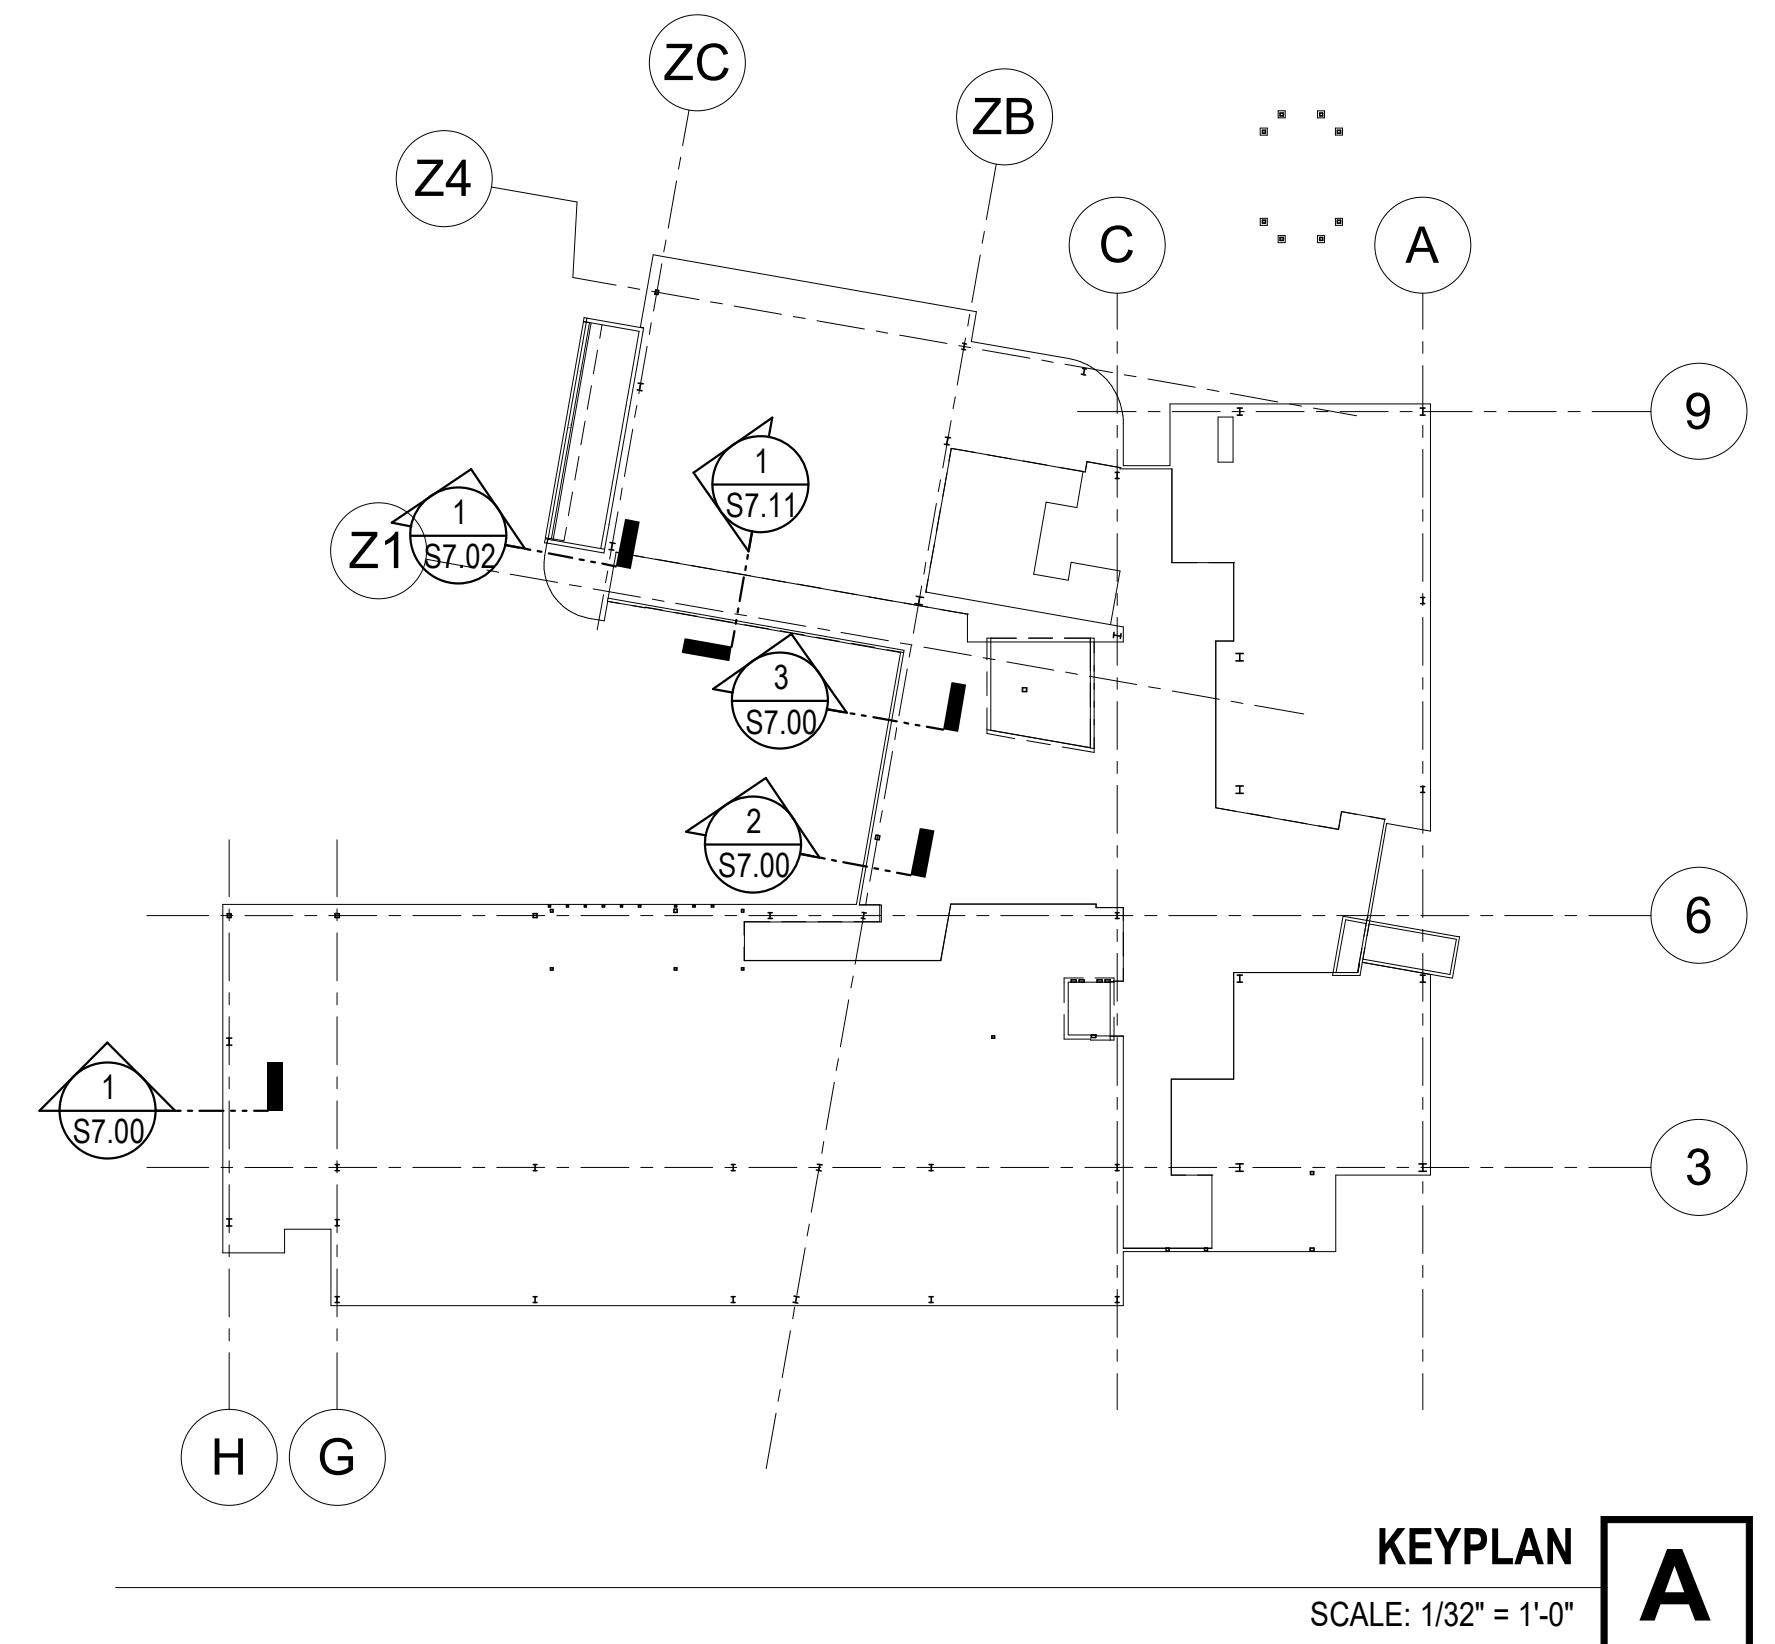 ZC
ZB
Z4
C
A
9
1
S7.11
1
S7.02
Z1
3
S7.00
2
S7.00
6
1
S7.00
3
H
G
KEYPLAN
A
SCALE: 1/32" = 1'-0"